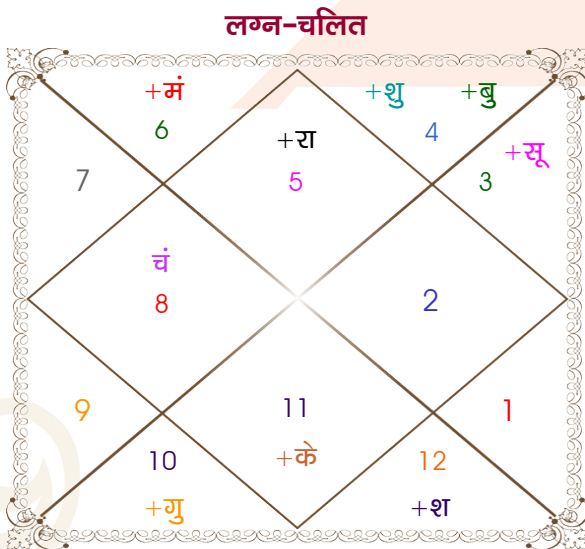 लग्न-चलित
+मं +शु +बु
6 +रा 4 +सू
7 5 3
चं
8 2
9 11 1
10 +के 12
+गु +श